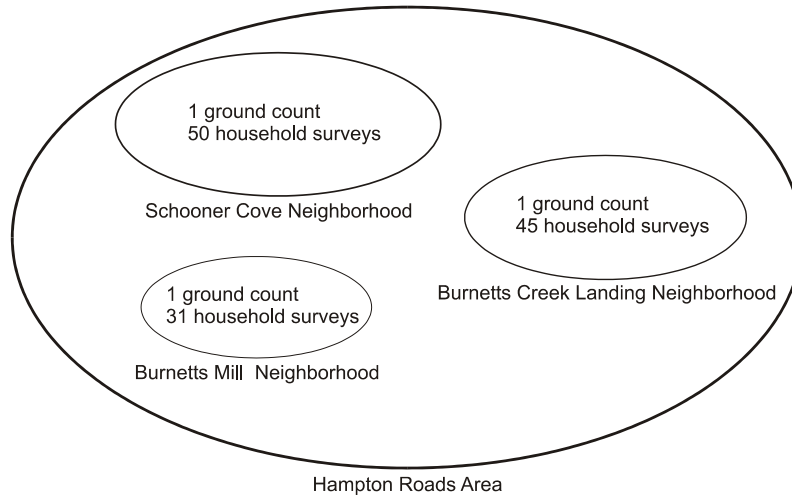 1 ground count
50 household surveys
Schooner Cove Neighborhood
1 ground count
45 household surveys
Burnetts Creek Landing Neighborhood
1 ground count
31 household surveys
Burnetts Mill Neighborhood
Hampton Roads Area